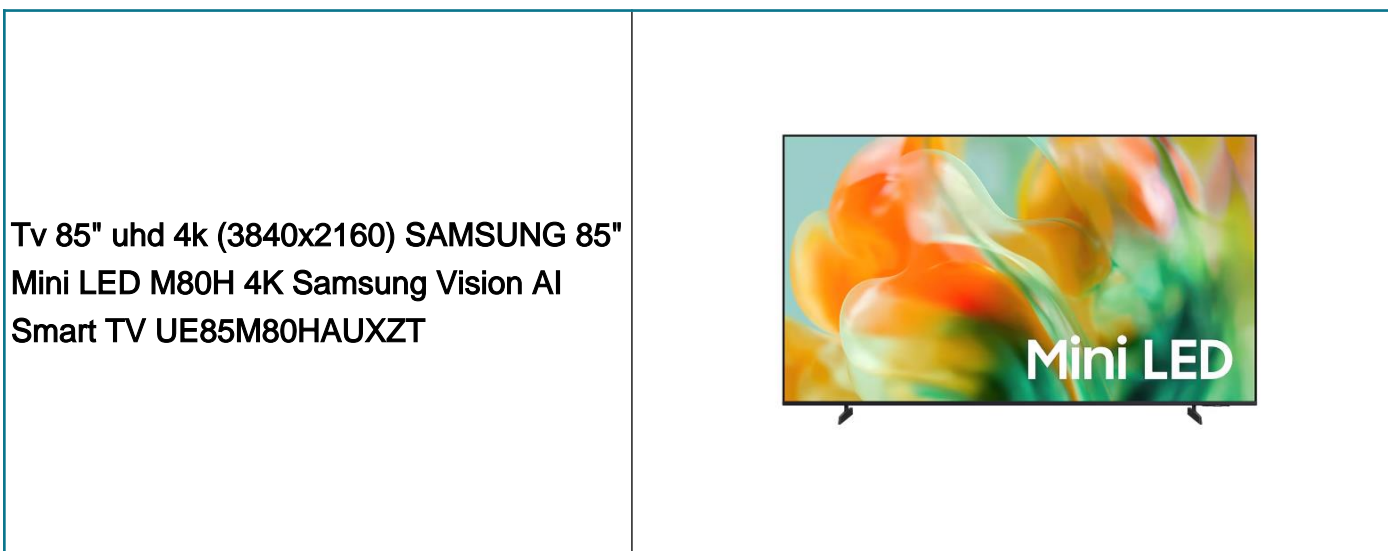 Tv 85" uhd 4k (3840x2160) SAMSUNG 85"
Mini LED M80H 4K Samsung Vision AI
Smart TV UE85M80HAUXZT
Mini LED